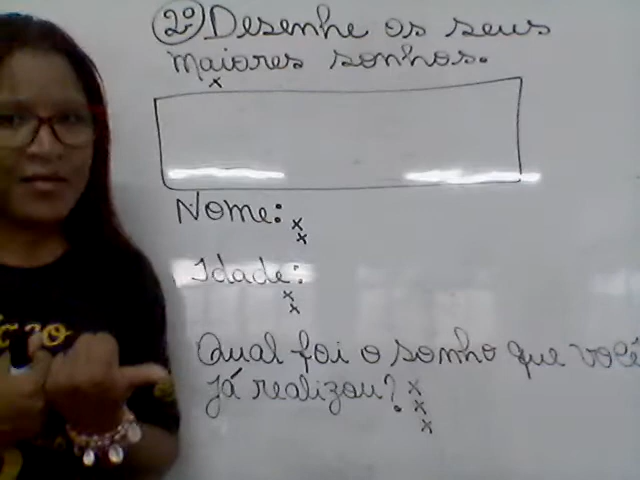 2º Desenhe os seus
maiores sonhos.
x
Nome: x
x
Idade:
x
x
Qual foi o sonho que você
já realizou? x
x
x